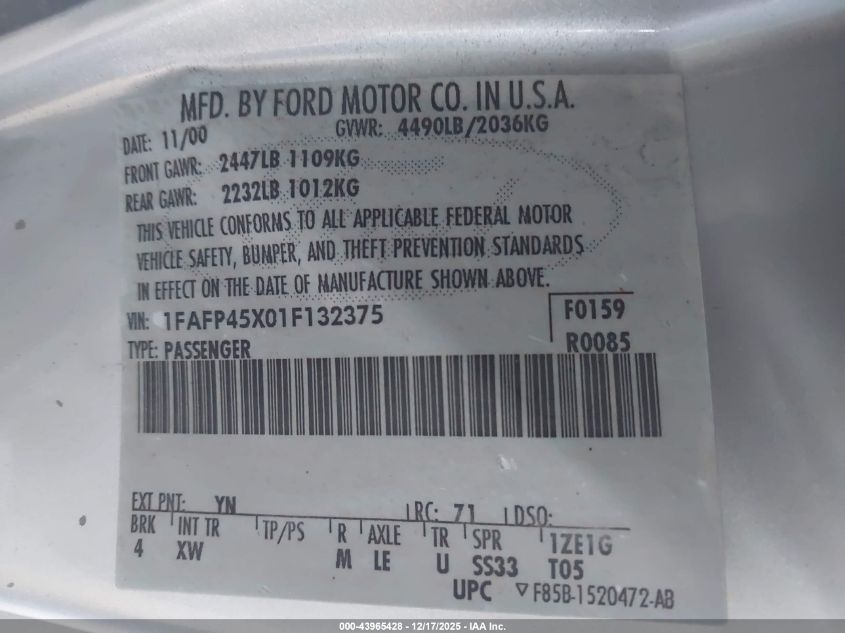 MFD. BY FORD MOTOR CO. IN U.S.A.
DATE: 11/00 GVWR: 4490LB/2036KG
FRONT GAWR: 2447LB 1109KG
REAR GAWR: 2232LB 1012KG
THIS VEHICLE CONFORMS TO ALL APPLICABLE FEDERAL MOTOR
VEHICLE SAFETY, BUMPER, AND THEFT PREVENTION STANDARDS
IN EFFECT ON THE DATE OF MANUFACTURE SHOWN ABOVE.
VIN: 1FAFP45X01F132375 F0159
TYPE: PASSENGER R0085
EXT PNT: YN RC: 71 DSO:
BRK INT TR TP/PS R AXLE TR SPR 1ZE1G
4 XW M LE U SS33 T05
UPC ▽ F85B-1520472-AB
000-43965428 - 12/17/2025 - IAA Inc.